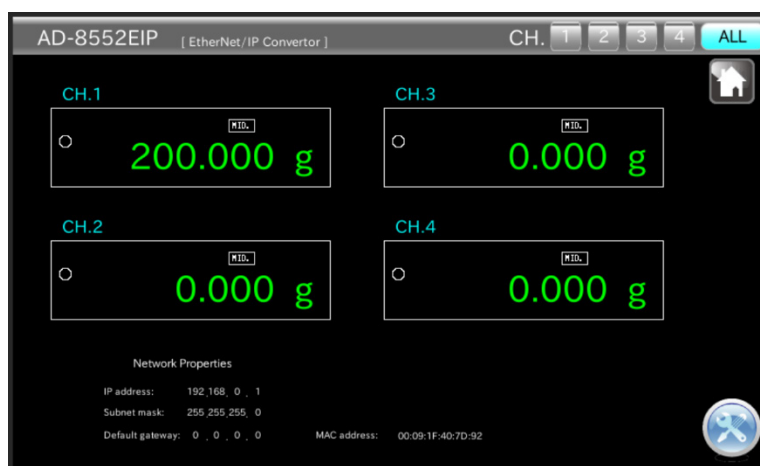 AD-8552EIP [ EtherNet/IP Convertor ] CH. 1 2 3 4 ALL
CH.1
MID.
200.000 g
CH.3
MID.
0.000 g
CH.2
MID.
0.000 g
CH.4
MID.
0.000 g
Network Properties
IP address: 192 . 168 . 0 . 1
Subnet mask: 255 . 255 . 255 . 0
Default gateway: 0 . 0 . 0 . 0 MAC address: 00:09:1F:40:7D:92